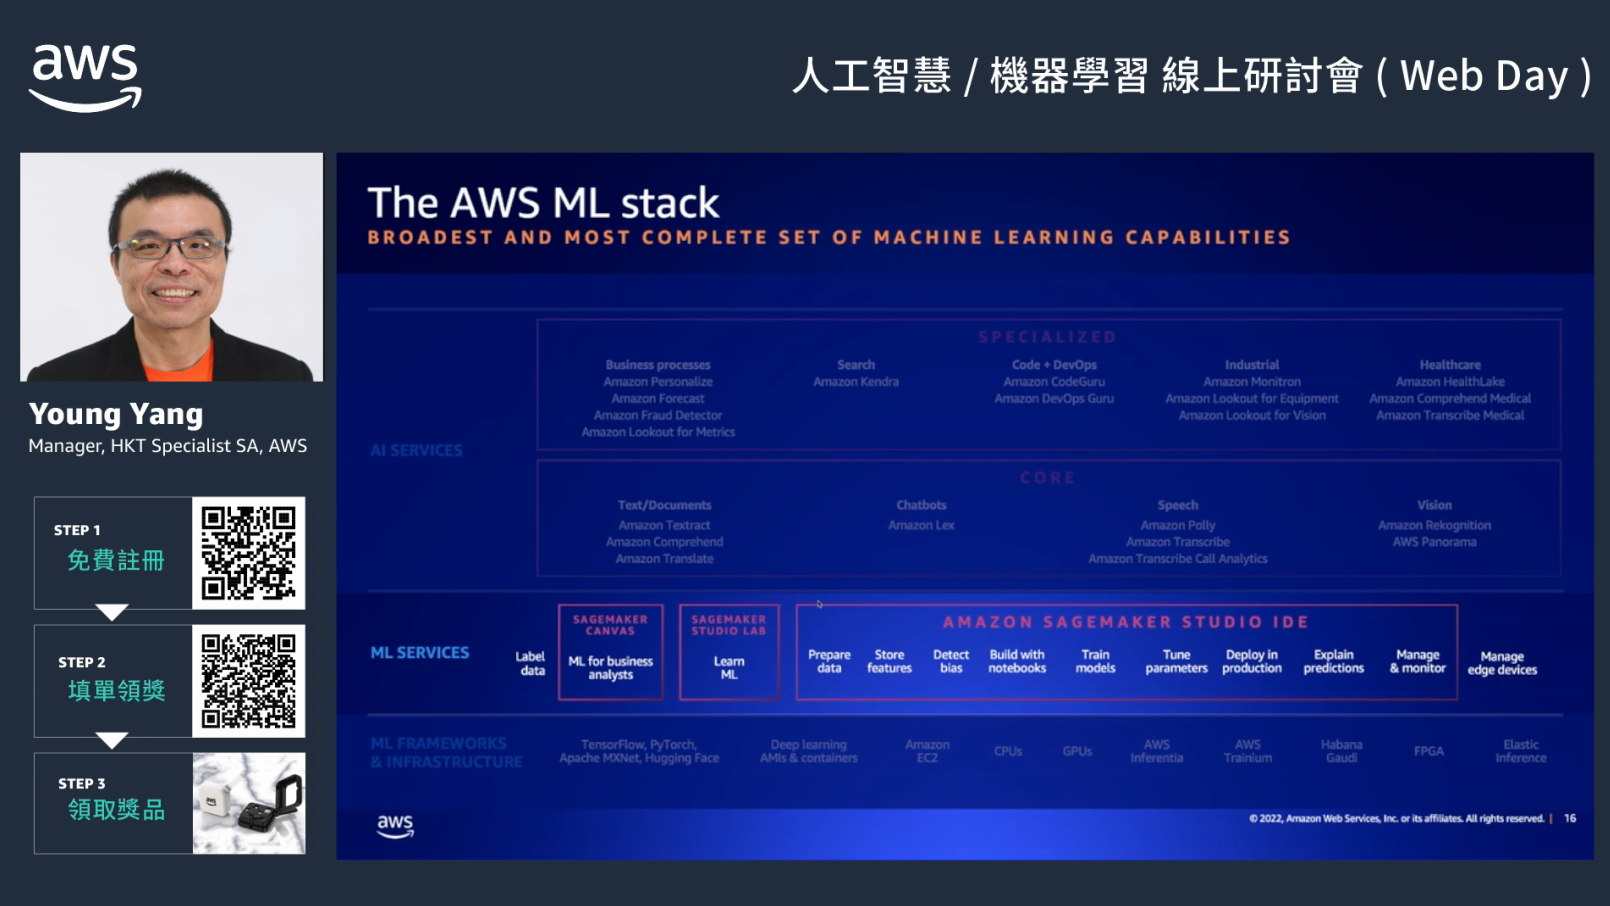 aws
人工智慧 / 機器學習 線上研討會 ( Web Day )
Young Yang
Manager, HKT Specialist SA, AWS
STEP 1
免費註冊
STEP 2
填單領獎
STEP 3
領取獎品
aws
The AWS ML stack
BROADEST AND MOST COMPLETE SET OF MACHINE LEARNING CAPABILITIES
AI SERVICES
SPECIALIZED
Business processes
Amazon Personalize
Amazon Forecast
Amazon Fraud Detector
Amazon Lookout for Metrics
Search
Amazon Kendra
Code + DevOps
Amazon CodeGuru
Amazon DevOps Guru
Industrial
Amazon Monitron
Amazon Lookout for Equipment
Amazon Lookout for Vision
Healthcare
Amazon HealthLake
Amazon Comprehend Medical
Amazon Transcribe Medical
CORE
Text/Documents
Amazon Textract
Amazon Comprehend
Amazon Translate
Chatbots
Amazon Lex
Speech
Amazon Polly
Amazon Transcribe
Amazon Transcribe Call Analytics
Vision
Amazon Rekognition
AWS Panorama
ML SERVICES
Label
data
SAGEMAKER
CANVAS
ML for business
analysts
SAGEMAKER
STUDIO LAB
Learn
ML
AMAZON SAGEMAKER STUDIO IDE
Prepare
data
Store
features
Detect
bias
Build with
notebooks
Train
models
Tune
parameters
Deploy in
production
Explain
predictions
Manage
& monitor
Manage
edge devices
ML FRAMEWORKS
& INFRASTRUCTURE
TensorFlow, PyTorch,
Apache MXNet, Hugging Face
Deep learning
AMIs & containers
Amazon
EC2
CPUs
GPUs
AWS
Inferentia
AWS
Trainium
Habana
Gaudi
FPGA
Elastic
Inference
aws
© 2022, Amazon Web Services, Inc. or its affiliates. All rights reserved. | 16